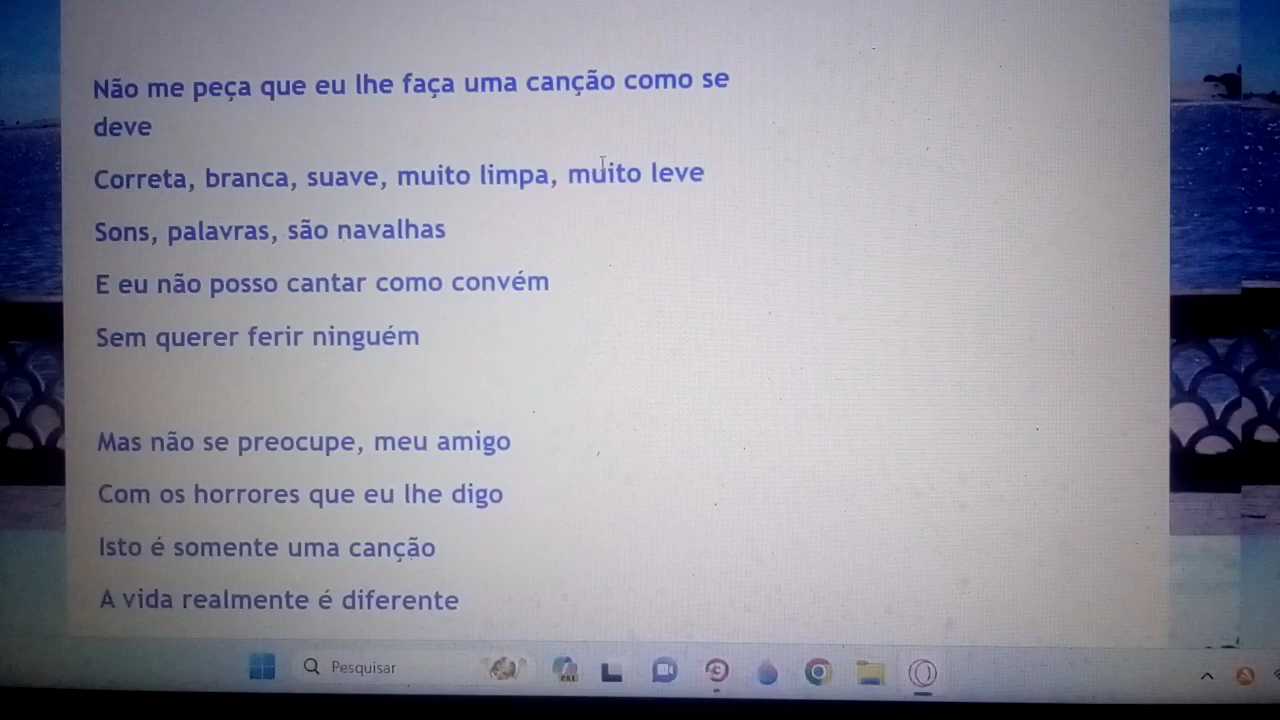 Não me peça que eu lhe faça uma canção como se
deve
Correta, branca, suave, muito limpa, muito leve
Sons, palavras, são navalhas
E eu não posso cantar como convém
Sem querer ferir ninguém
Mas não se preocupe, meu amigo
Com os horrores que eu lhe digo
Isto é somente uma canção
A vida realmente é diferente
Pesquisar